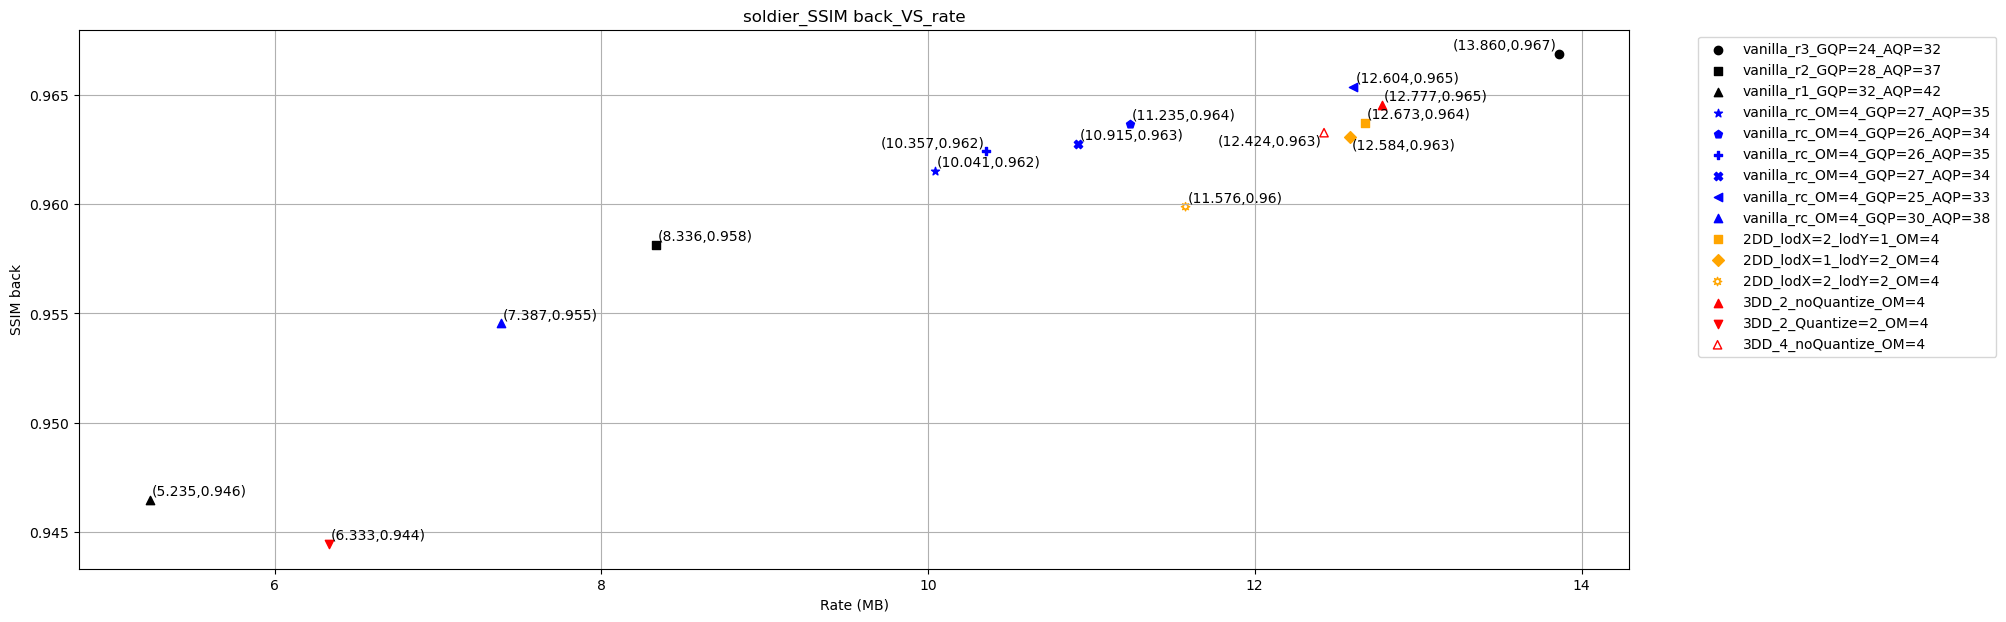 soldier_SSIM back_VS_rate
(13.860,0.967)
(12.604,0.965)
(12.777,0.965)
(12.673,0.964)
(11.235,0.964)
(10.915,0.963)
(12.424,0.963)
(12.584,0.963)
(10.357,0.962)
(10.041,0.962)
(11.576,0.96)
(8.336,0.958)
(7.387,0.955)
(5.235,0.946)
(6.333,0.944)
0.965
0.960
0.955
0.950
0.945
SSIM back
6
8
10
12
14
Rate (MB)
vanilla_r3_GQP=24_AQP=32
vanilla_r2_GQP=28_AQP=37
vanilla_r1_GQP=32_AQP=42
vanilla_rc_OM=4_GQP=27_AQP=35
vanilla_rc_OM=4_GQP=26_AQP=34
vanilla_rc_OM=4_GQP=26_AQP=35
vanilla_rc_OM=4_GQP=27_AQP=34
vanilla_rc_OM=4_GQP=25_AQP=33
vanilla_rc_OM=4_GQP=30_AQP=38
2DD_lodX=2_lodY=1_OM=4
2DD_lodX=1_lodY=2_OM=4
2DD_lodX=2_lodY=2_OM=4
3DD_2_noQuantize_OM=4
3DD_2_Quantize=2_OM=4
3DD_4_noQuantize_OM=4